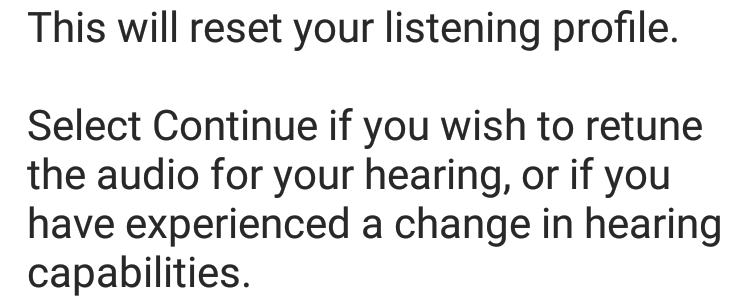 This will reset your listening profile.
Select Continue if you wish to retune
the audio for your hearing, or if you
have experienced a change in hearing
capabilities.